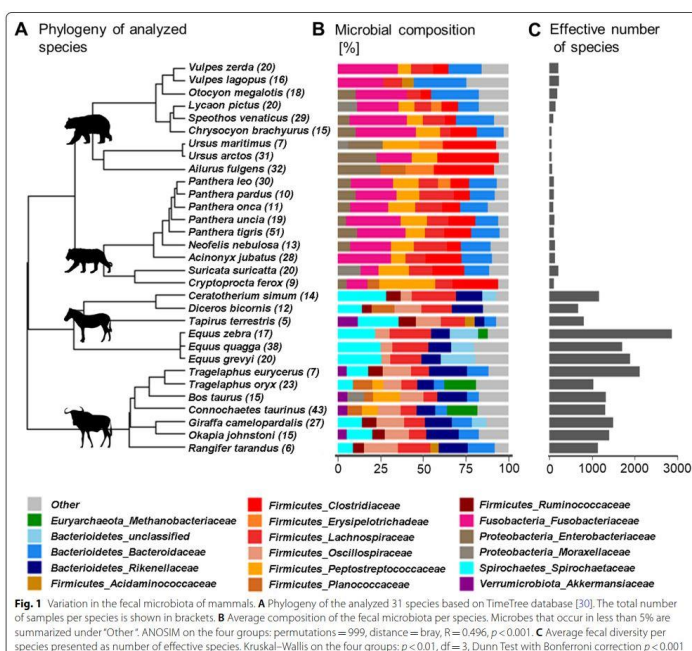 A Phylogeny of analyzed species
B Microbial composition [%]
C Effective number of species
Vulpes zerda (20)
Vulpes lagopus (16)
Otocyon megalotis (18)
Lycaon pictus (20)
Speothos venaticus (29)
Chrysocyon brachyurus (15)
Ursus maritimus (7)
Ursus arctos (31)
Ailurus fulgens (32)
Panthera leo (30)
Panthera pardus (10)
Panthera onca (11)
Panthera uncia (19)
Panthera tigris (51)
Neofelis nebulosa (13)
Acinonyx jubatus (28)
Suricata suricatta (20)
Cryptoprocta ferox (9)
Ceratotherium simum (14)
Diceros bicornis (12)
Tapirus terrestris (5)
Equus zebra (17)
Equus quagga (38)
Equus grevyi (20)
Tragelaphus eurycerus (7)
Tragelaphus oryx (23)
Bos taurus (15)
Connochaetes taurinus (43)
Giraffa camelopardalis (27)
Okapia johnstoni (15)
Rangifer tarandus (6)
0 25 50 75 100
0 1000 2000 3000
Other
Euryarchaeota_Methanobacteriaceae
Bacterioidetes_unclassified
Bacterioidetes_Bacteroidaceae
Bacterioidetes_Rikenellaceae
Firmicutes_Acidaminococcaceae
Firmicutes_Clostridiaceae
Firmicutes_Erysipelotrichadeae
Firmicutes_Lachnospiraceae
Firmicutes_Oscillospiraceae
Firmicutes_Peptostreptococcaceae
Firmicutes_Planococcaceae
Firmicutes_Ruminococcaceae
Fusobacteria_Fusobacteriaceae
Proteobacteria_Enterobacteriaceae
Proteobacteria_Moraxellaceae
Spirochaetes_Spirochaetaceae
Verrumicrobiota_Akkermansiaceae
Fig. 1 Variation in the fecal microbiota of mammals. A Phylogeny of the analyzed 31 species based on TimeTree database [30]. The total number
of samples per species is shown in brackets. B Average composition of the fecal microbiota per species. Microbes that occur in less than 5% are
summarized under "Other". ANOSIM on the four groups: permutations = 999, distance = bray, R = 0.496, p < 0.001. C Average fecal diversity per
species presented as number of effective species. Kruskal–Wallis on the four groups: p < 0.01, df = 3, Dunn Test with Bonferroni correction p < 0.001